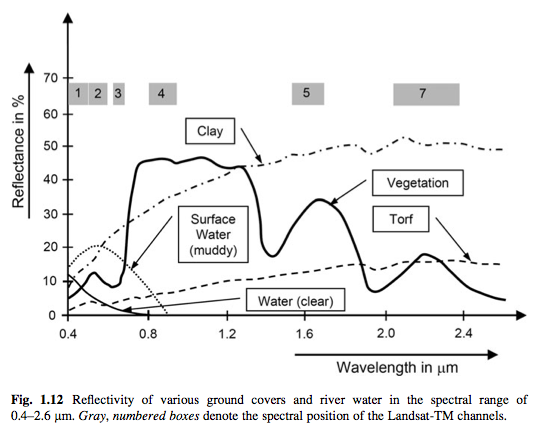 70
60
50
40
30
20
10
0
Reflectance in %
1 2 3 4 5 7
Clay
Vegetation
Surface
Water
(muddy)
Torf
Water (clear)
0.4 0.8 1.2 1.6 2.0 2.4
Wavelength in µm
Fig. 1.12 Reflectivity of various ground covers and river water in the spectral range of
0.4–2.6 µm. Gray, numbered boxes denote the spectral position of the Landsat-TM channels.